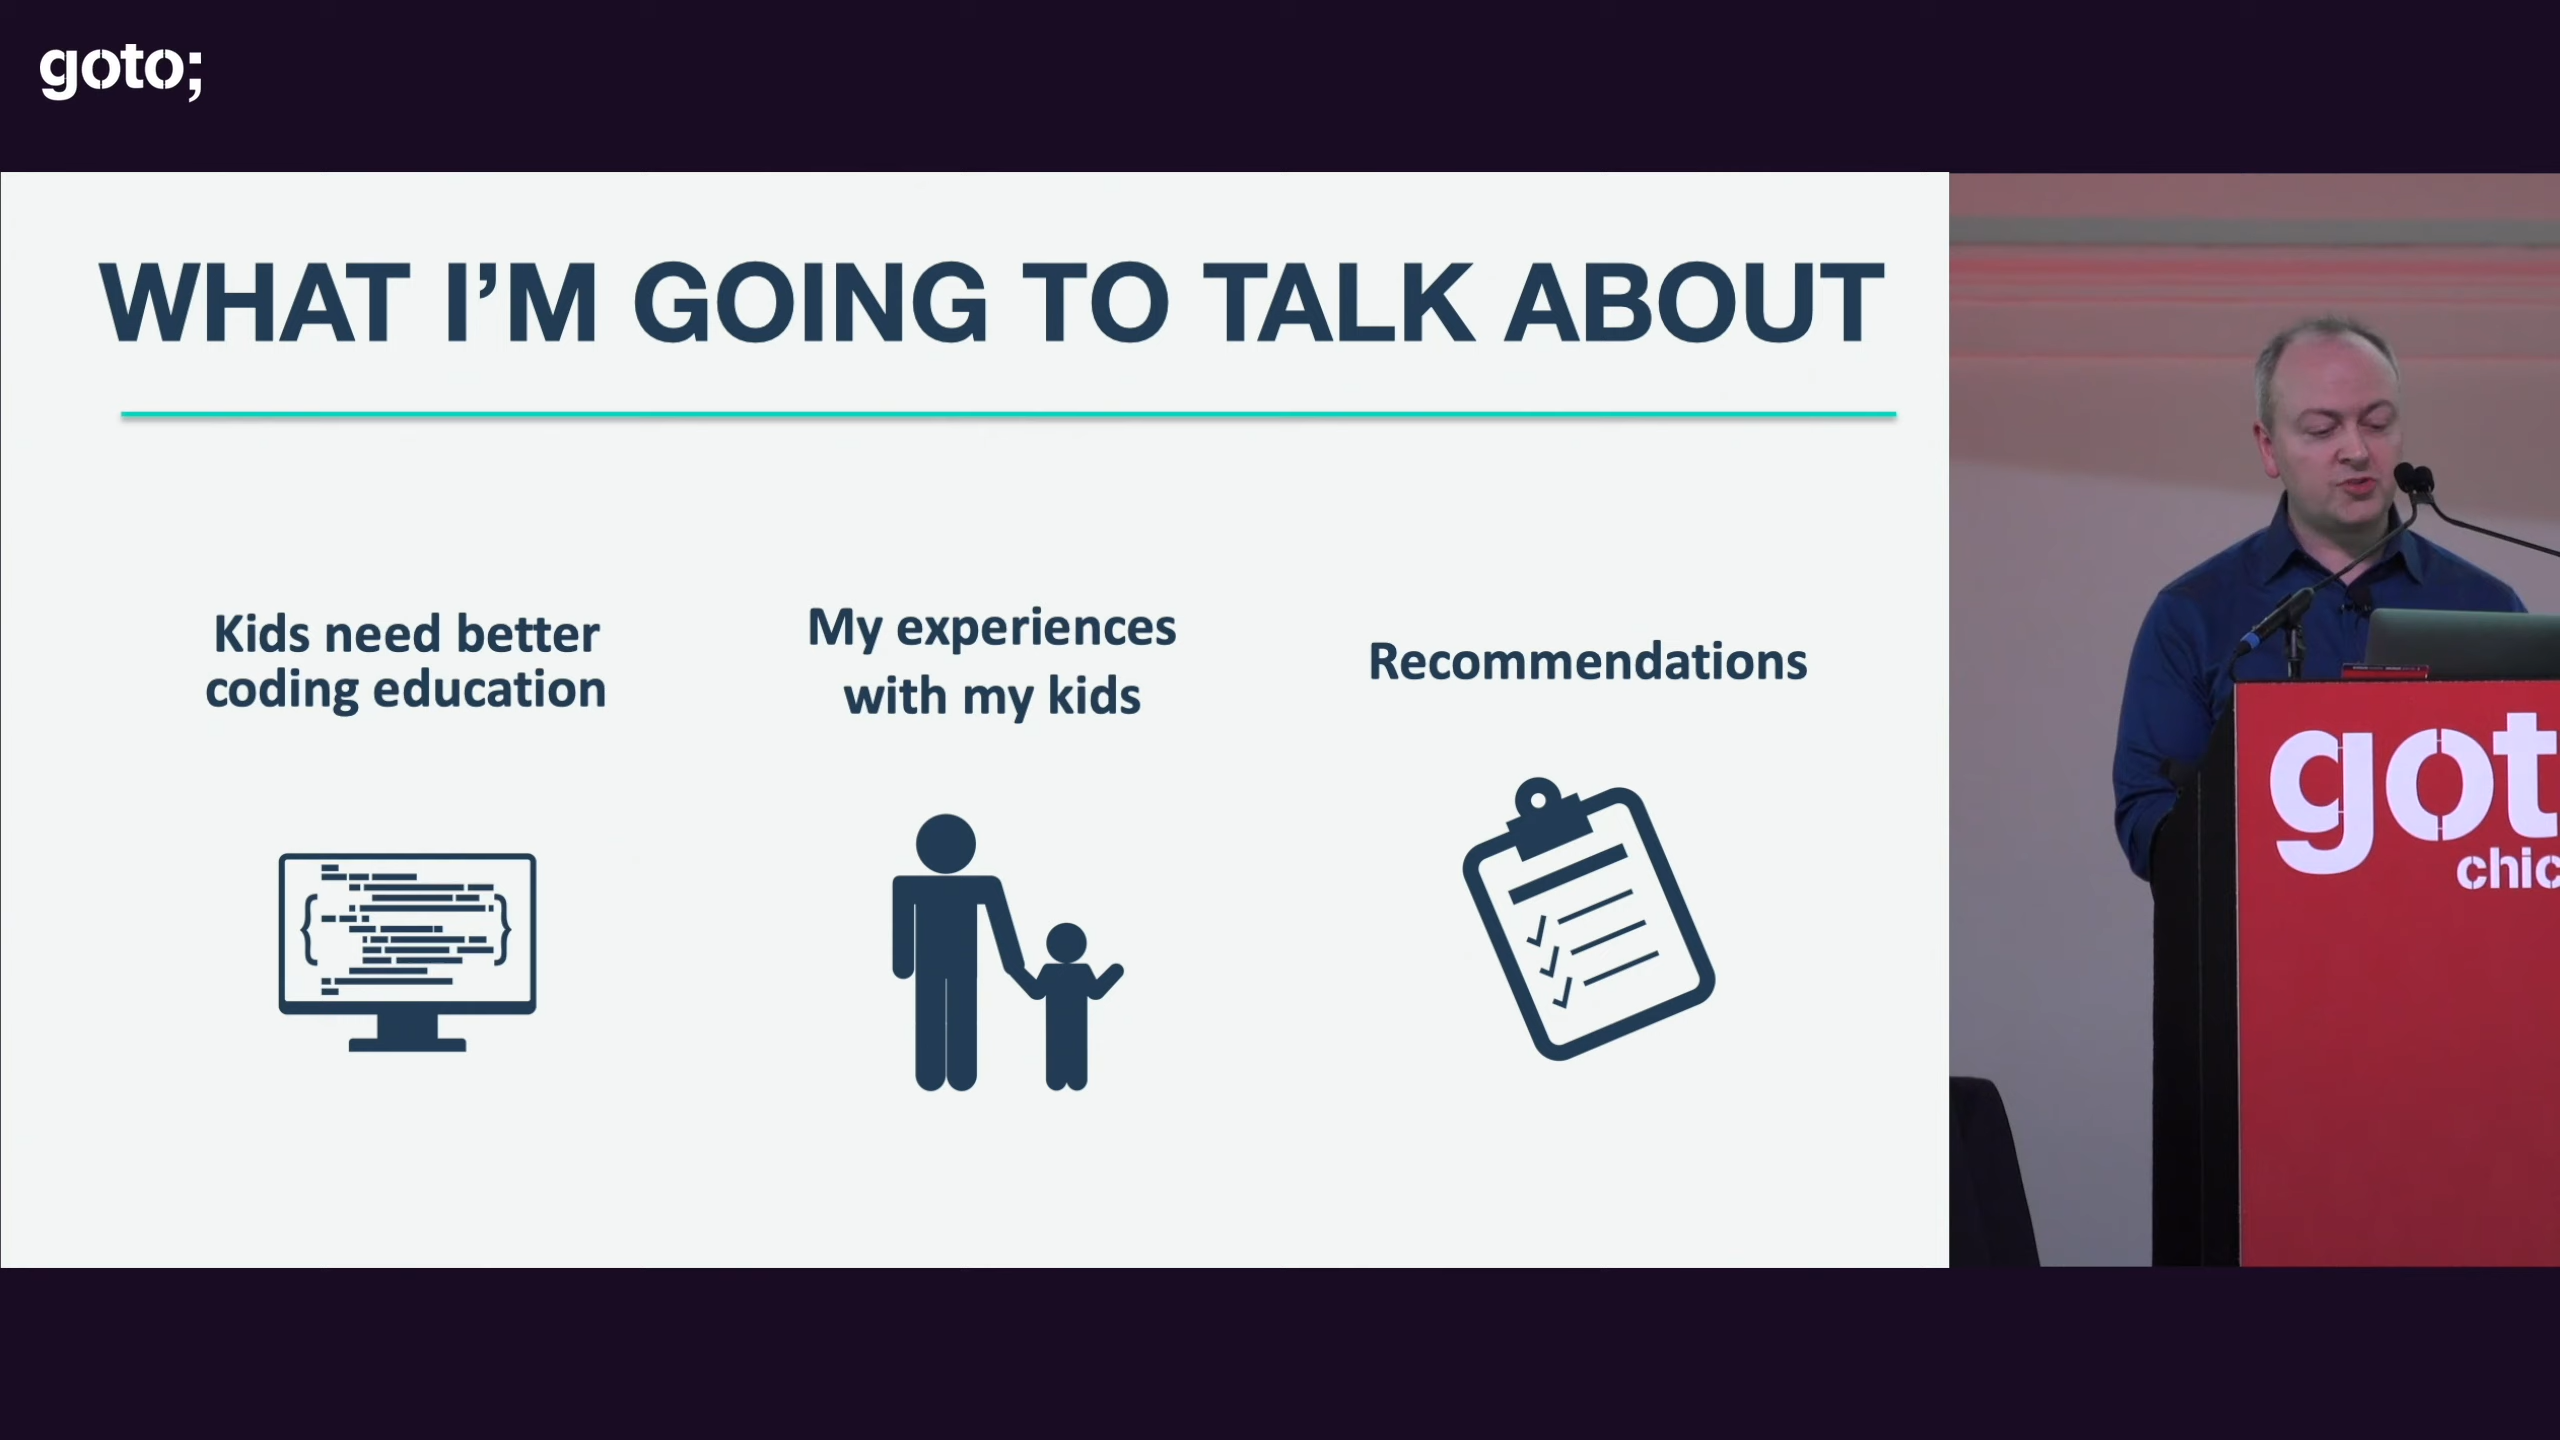 goto;
WHAT I'M GOING TO TALK ABOUT
Kids need better
coding education
My experiences
with my kids
Recommendations
got
chic